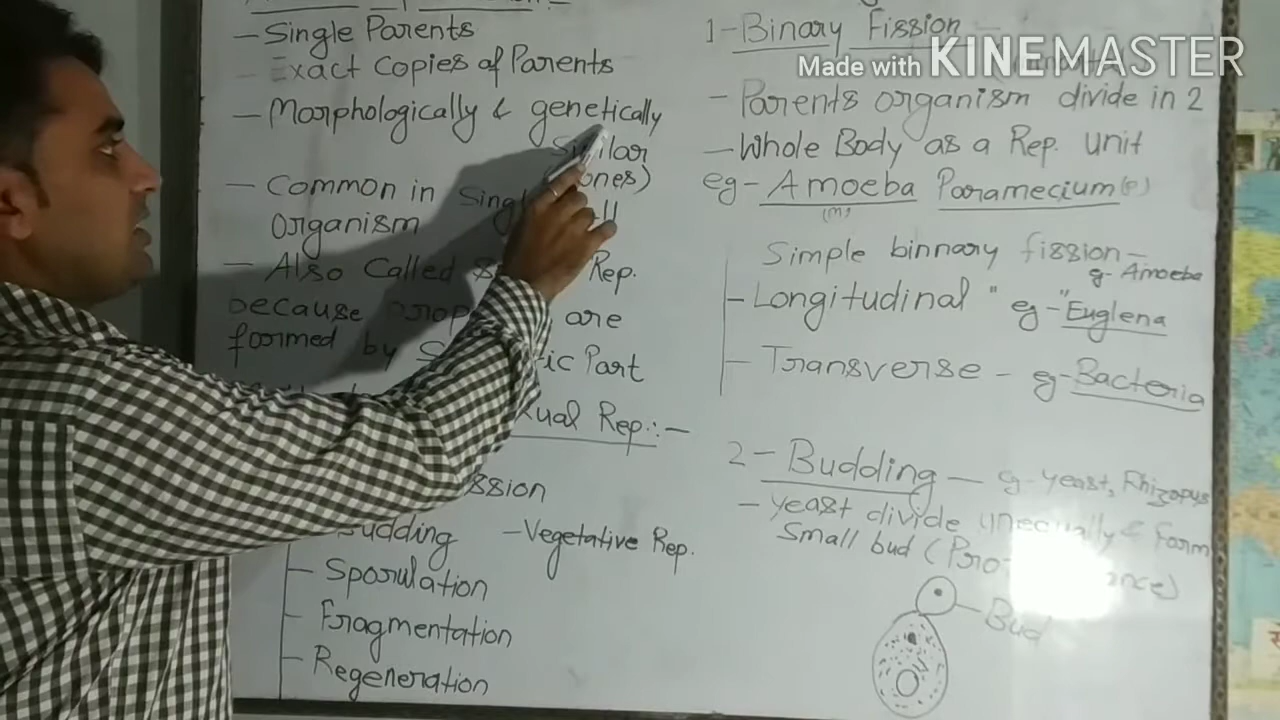 - Single Parents
Exact Copies of Parents
- Morphologically & genetically
- Common in
Organism
- Also Called Rep.
because are
formed by Part
Rep.:-
Budding - Vegetative Rep.
- Sporulation
- Fragmentation
- Regeneration
1- Binary Fission
Made with KINEMASTER
- Parents organism divide in 2
- Whole Body as a Rep. unit
eg- Amoeba Paramecium (P)
(M)
Simple binnary fission -
eg- Amoeba
- Longitudinal " eg- "Euglena
- Transverse - eg- Bacteria
2- Budding - eg- yeast, Rhizopus
- yeast divide unequally & form
Small bud (Pro
Bud